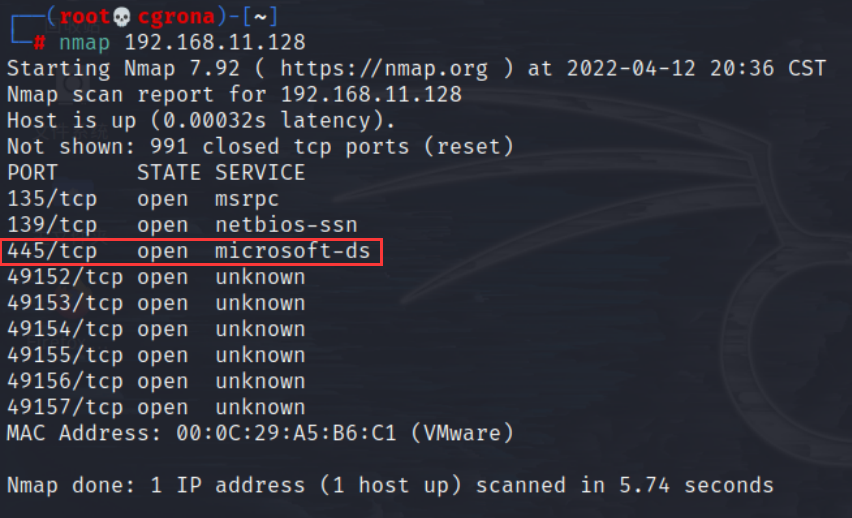 ┌──(root💀cgrona)-[~]
└─# nmap 192.168.11.128
Starting Nmap 7.92 ( https://nmap.org ) at 2022-04-12 20:36 CST
Nmap scan report for 192.168.11.128
Host is up (0.00032s latency).
Not shown: 991 closed tcp ports (reset)
PORT      STATE SERVICE
135/tcp   open  msrpc
139/tcp   open  netbios-ssn
445/tcp   open  microsoft-ds
49152/tcp open  unknown
49153/tcp open  unknown
49154/tcp open  unknown
49155/tcp open  unknown
49156/tcp open  unknown
49157/tcp open  unknown
MAC Address: 00:0C:29:A5:B6:C1 (VMware)

Nmap done: 1 IP address (1 host up) scanned in 5.74 seconds